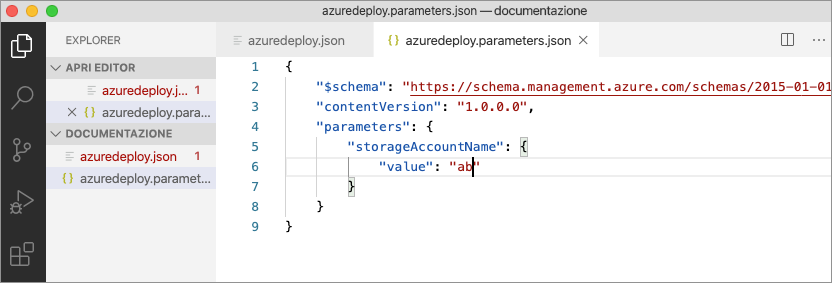 azuredeploy.parameters.json — documentazione
EXPLORER
APRI EDITOR
azuredeploy.j... 1
{} azuredeploy.para...
DOCUMENTAZIONE
azuredeploy.json 1
{} azuredeploy.paramet...
azuredeploy.json
{} azuredeploy.parameters.json
...
1 {
2 "$schema": "https://schema.management.azure.com/schemas/2015-01-01
3 "contentVersion": "1.0.0.0",
4 "parameters": {
5 "storageAccountName": {
6 "value": "ab"
7 }
8 }
9 }